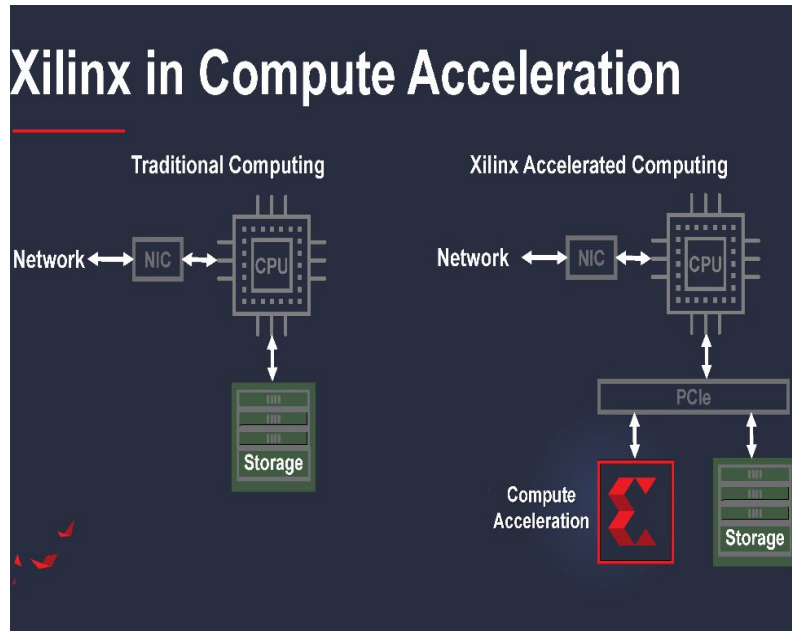 Xilinx in Compute Acceleration
Traditional Computing
Network
NIC
CPU
Storage
Xilinx Accelerated Computing
Network
NIC
CPU
PCIe
Compute
Acceleration
Storage